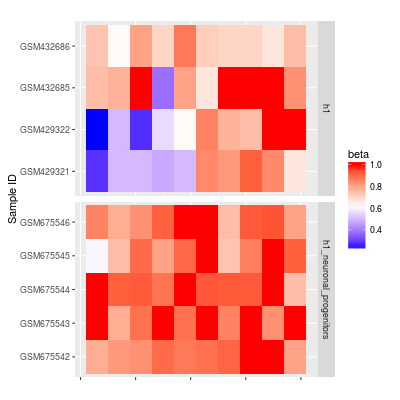 GSM432686
GSM432685
GSM429322
GSM429321
h1
GSM675546
GSM675545
GSM675544
GSM675543
GSM675542
h1_neuronal_progenitors
Sample ID
beta
1.0
0.8
0.6
0.4